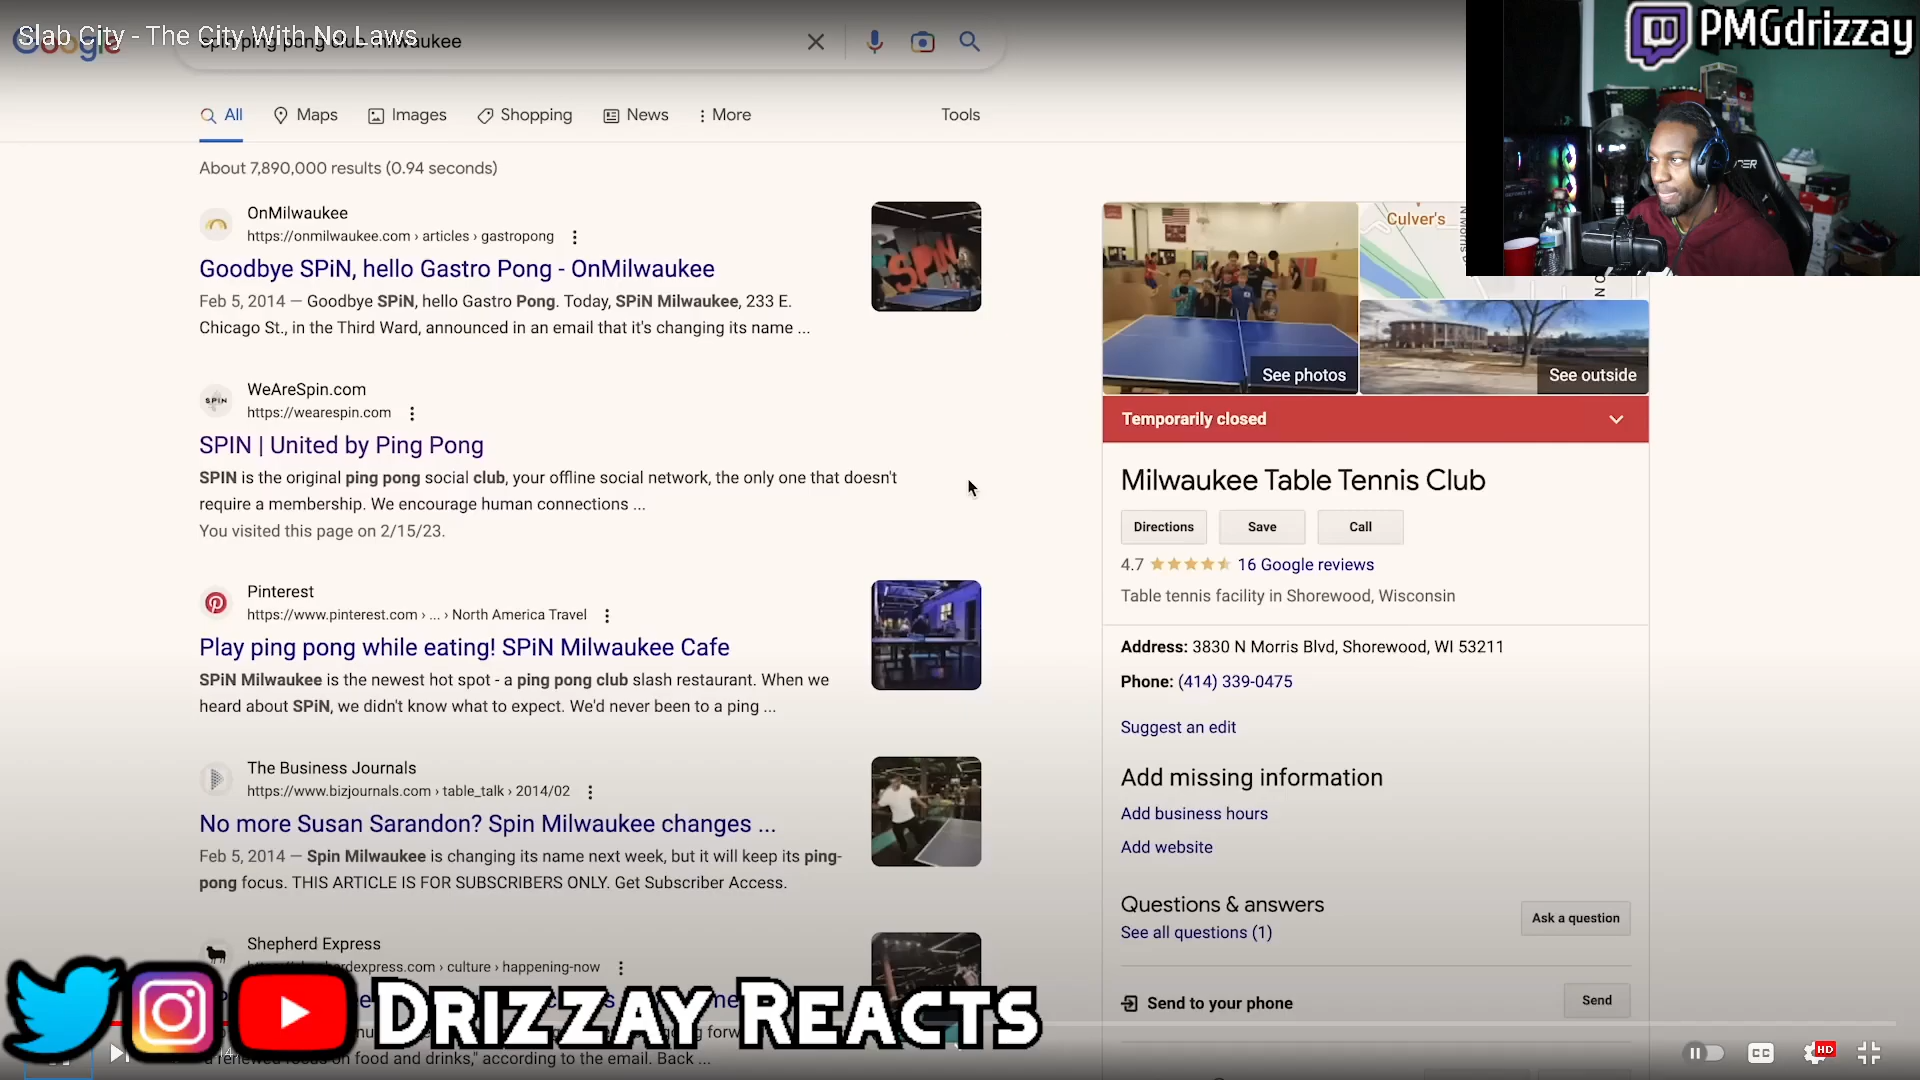 Slab City - The City With No Laws
PMGdrizzay
All
Maps
Images
Shopping
News
More
Tools
About 7,890,000 results (0.94 seconds)
OnMilwaukee
https://onmilwaukee.com › articles › gastropong
Goodbye SPiN, hello Gastro Pong - OnMilwaukee
Feb 5, 2014 — Goodbye SPiN, hello Gastro Pong. Today, SPiN Milwaukee, 233 E.
Chicago St., in the Third Ward, announced in an email that it's changing its name ...
SPIN
WeAreSpin.com
https://wearespin.com
SPIN
SPIN | United by Ping Pong
SPIN is the original ping pong social club, your offline social network, the only one that doesn't
require a membership. We encourage human connections ...
You visited this page on 2/15/23.
Pinterest
https://www.pinterest.com › ... › North America Travel
Play ping pong while eating! SPiN Milwaukee Cafe
SPiN Milwaukee is the newest hot spot - a ping pong club slash restaurant. When we
heard about SPiN, we didn't know what to expect. We'd never been to a ping ...
The Business Journals
https://www.bizjournals.com › table_talk › 2014/02
No more Susan Sarandon? Spin Milwaukee changes ...
Feb 5, 2014 — Spin Milwaukee is changing its name next week, but it will keep its ping-
pong focus. THIS ARTICLE IS FOR SUBSCRIBERS ONLY. Get Subscriber Access.
Shepherd Express
› culture › happening-now
DRIZZAY REACTS
on food and drinks," according to the email. Back ...
Culver's
See photos
See outside
Temporarily closed
Milwaukee Table Tennis Club
Directions
Save
Call
4.7 16 Google reviews
Table tennis facility in Shorewood, Wisconsin
Address: 3830 N Morris Blvd, Shorewood, WI 53211
Phone: (414) 339-0475
Suggest an edit
Add missing information
Add business hours
Add website
Questions & answers
See all questions (1)
Ask a question
Send to your phone
Send
CC
HD